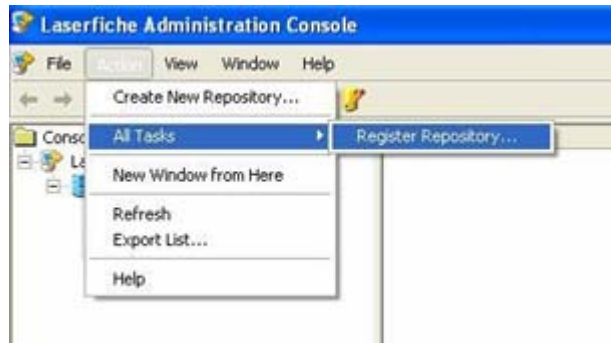 Laserfiche Administration Console
File Action View Window Help
Create New Repository...
All Tasks
Register Repository...
New Window from Here
Refresh
Export List...
Help